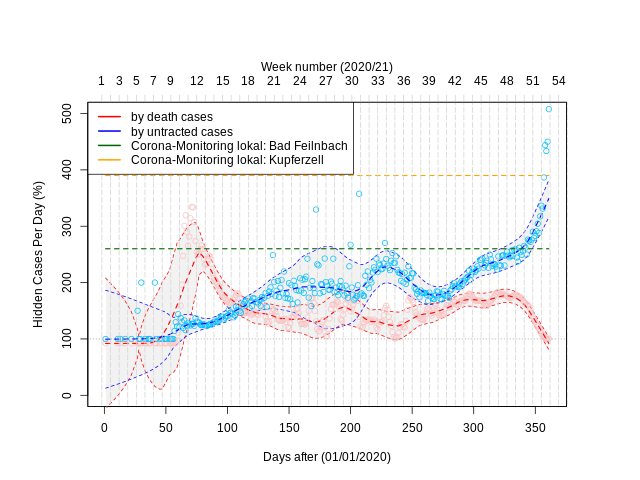 Week number (2020/21)
1 3 5 7 9 12 15 18 21 24 27 30 33 36 39 42 45 48 51 54
by death cases
by untracted cases
Corona-Monitoring lokal: Bad Feilnbach
Corona-Monitoring lokal: Kupferzell
Hidden Cases Per Day (%)
500
400
300
200
100
0
0 50 100 150 200 250 300 350
Days after (01/01/2020)